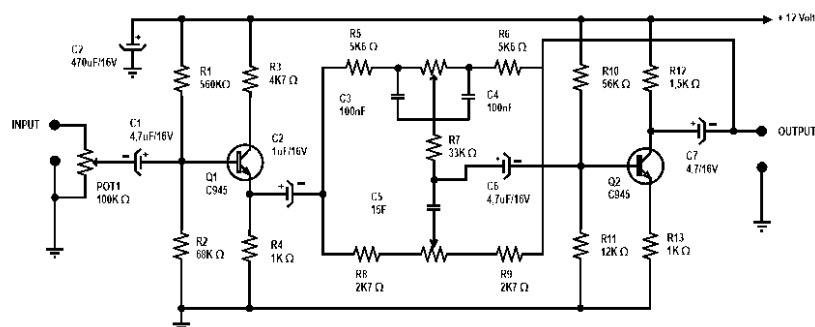 + 12 Volt
C2
470uF/16V
R1
560KΩ
R3
4K7 Ω
R5
5K6 Ω
R6
5K6 Ω
R10
56K Ω
R12
1,5K Ω
C3
100nF
C4
100nF
INPUT
C1
4,7uF/16V
C2
1uF/16V
R7
33K Ω
OUTPUT
POT1
100K Ω
Q1
C945
C5
15F
C6
4,7uF/16V
Q2
C945
C7
4.7/16V
R2
68K Ω
R4
1K Ω
R8
2K7 Ω
R9
2K7 Ω
R11
12K Ω
R13
1K Ω